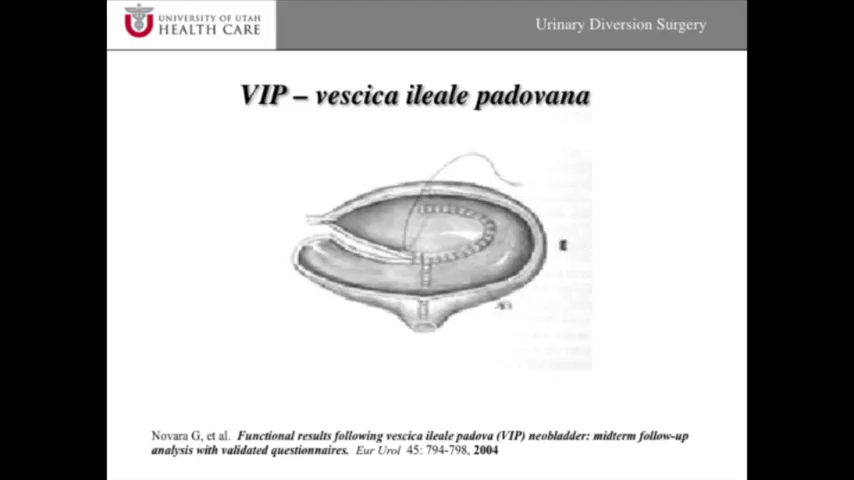 UNIVERSITY OF UTAH
HEALTH CARE
Urinary Diversion Surgery
VIP – vescica ileale padovana
E
Novara G, et al. Functional results following vescica ileale padova (VIP) neobladder: midterm follow-up
analysis with validated questionnaires. Eur Urol 45: 794-798, 2004